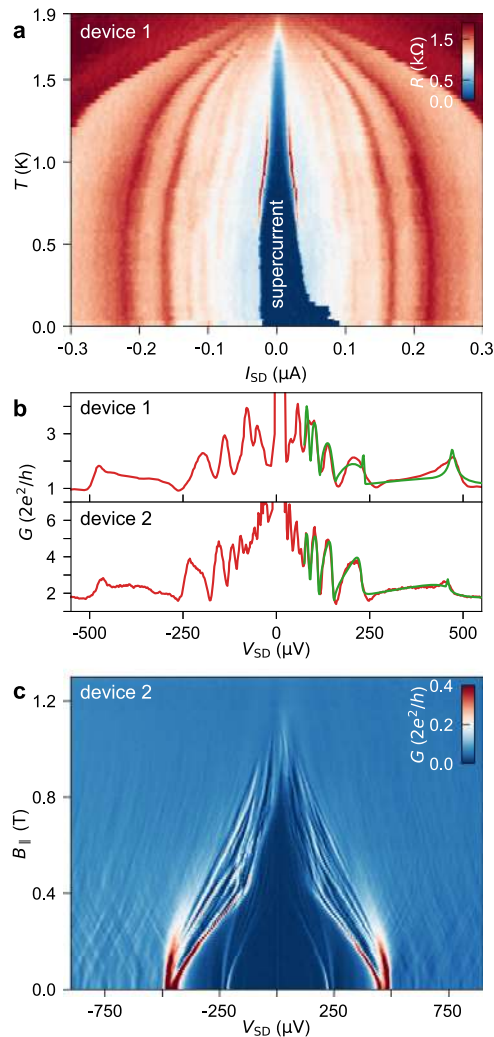 a
device 1
1.9
1.5
1.0
0.5
0.0
T (K)
R (kΩ)
1.5
1.0
0.5
0.0
supercurrent
-0.3
-0.2
-0.1
0.0
0.1
0.2
0.3
I_SD (μA)
b
device 1
3
1
G (2e²/h)
device 2
6
4
2
-500
-250
0
250
500
V_SD (μV)
c
device 2
1.2
0.8
0.4
0.0
B_∥ (T)
G (2e²/h)
0.4
0.2
0.0
-750
-250
250
750
V_SD (μV)